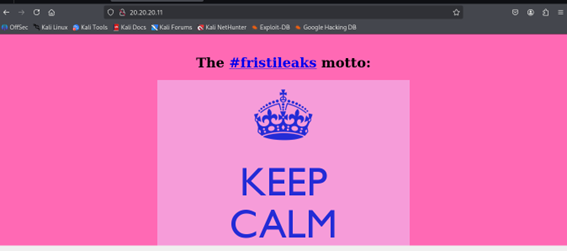 20.20.20.11
OffSec Kali Linux Kali Tools Kali Docs Kali Forums Kali NetHunter Exploit-DB Google Hacking DB
The #fristileaks motto:
KEEP
CALM